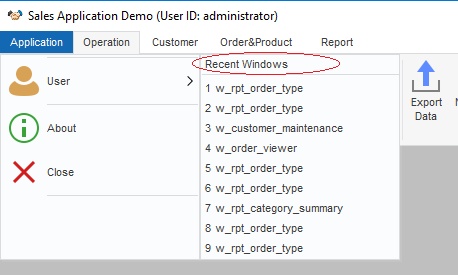 Sales Application Demo (User ID: administrator)
Application Operation Customer Order&Product Report
User
About
Close
Recent Windows
1 w_rpt_order_type
2 w_rpt_order_type
3 w_customer_maintenance
4 w_order_viewer
5 w_rpt_order_type
6 w_rpt_order_type
7 w_rpt_category_summary
8 w_rpt_order_type
9 w_rpt_order_type
Export
Data